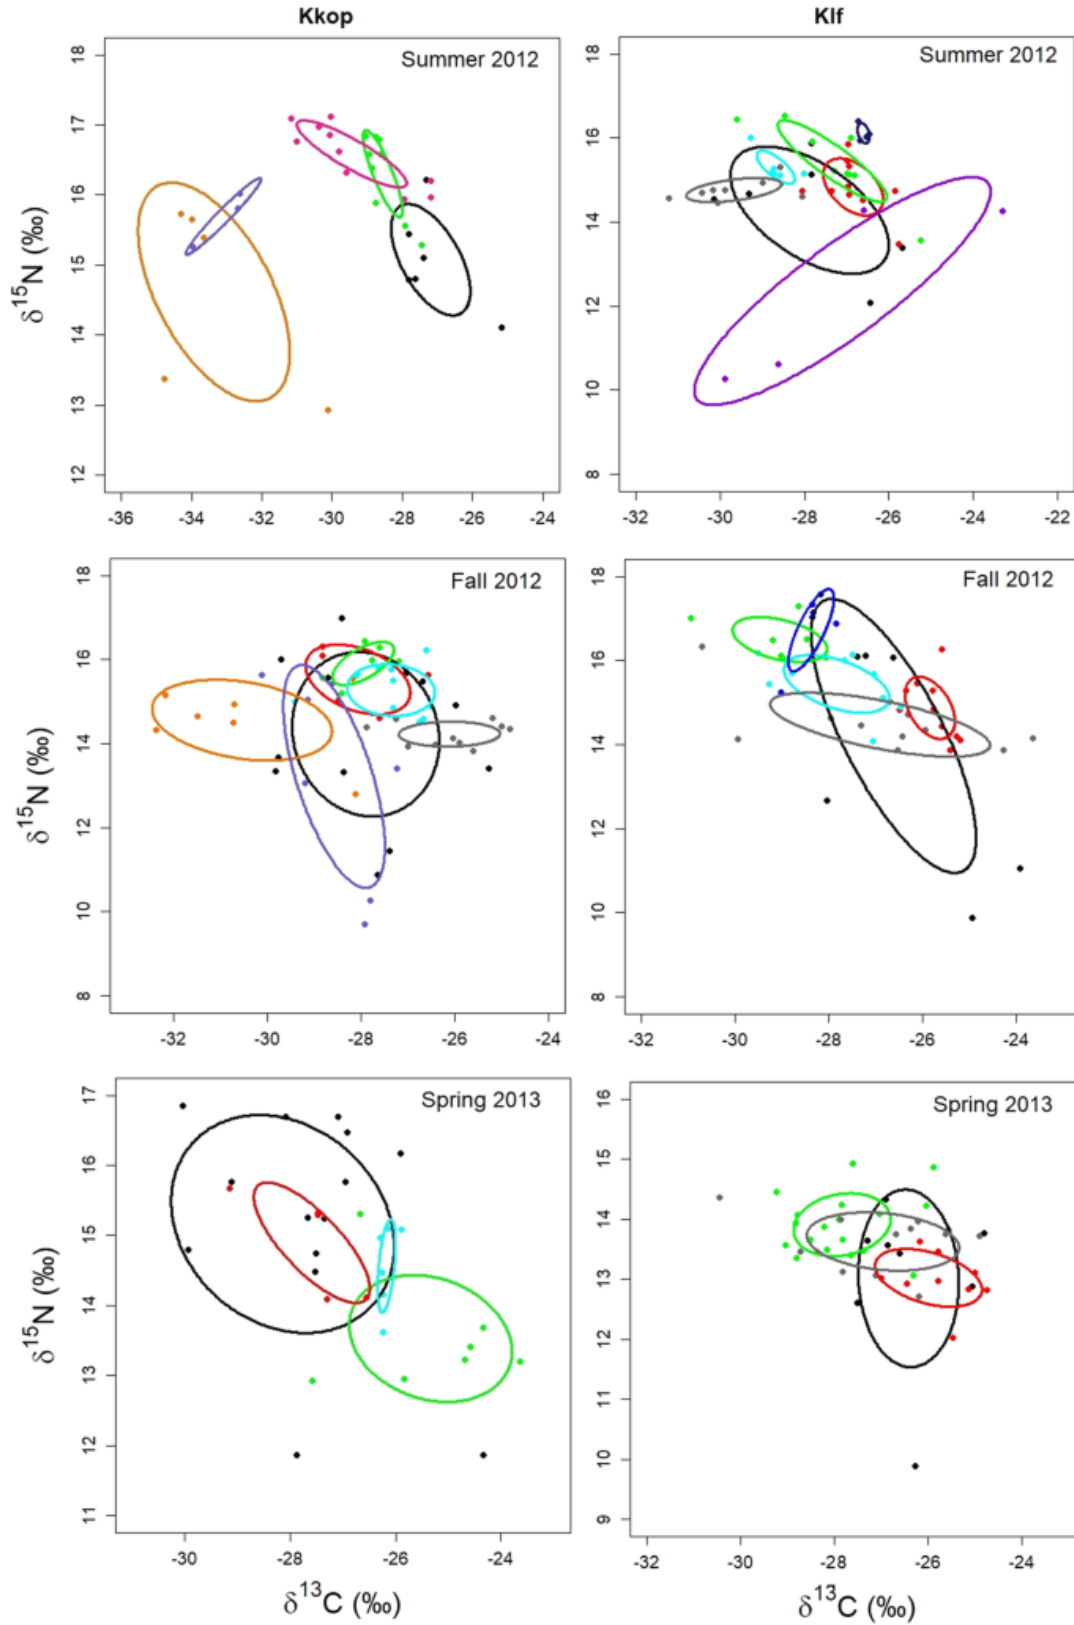 Kkop
Klf
Summer 2012
Summer 2012
δ15N (‰)
18
17
16
15
14
13
12
-36 -34 -32 -30 -28 -26 -24
18
16
14
12
10
8
-32 -30 -28 -26 -24 -22
Fall 2012
Fall 2012
δ15N (‰)
18
16
14
12
10
8
-32 -30 -28 -26 -24
18
16
14
12
10
8
-32 -30 -28 -26 -24
Spring 2013
Spring 2013
δ15N (‰)
17
16
15
14
13
12
11
-30 -28 -26 -24
δ13C (‰)
16
15
14
13
12
11
10
9
-32 -30 -28 -26 -24
δ13C (‰)